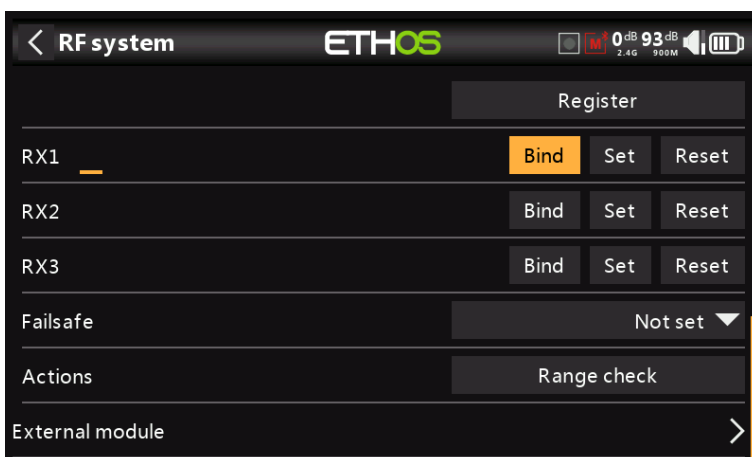 RF system ETHOS M 0dB 2.4G 93dB 900M
Register
RX1 Bind Set Reset
RX2 Bind Set Reset
RX3 Bind Set Reset
Failsafe Not set
Actions Range check
External module